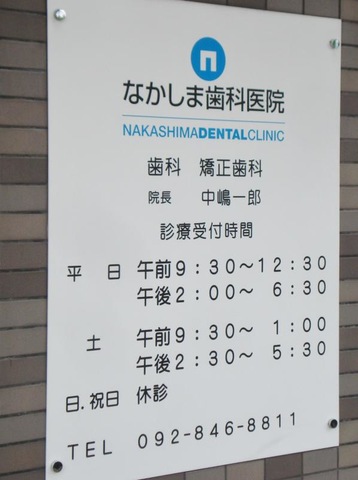 n
なかしま歯科医院
NAKASHIMADENTALCLINIC
歯科 矯正歯科
院長 中嶋一郎
診療受付時間
平 日 午前9:30〜12:30
午後2:00〜 6:30
土 午前9:30〜 1:00
午後2:30〜 5:30
日.祝日 休診
TEL 092-846-8811